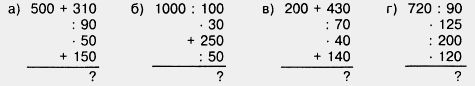 а) 500 + 310 б) 1000 : 100 в) 200 + 430 г) 720 : 90
: 90 · 30 : 70 · 125
· 50 + 250 · 40 : 200
+ 150 : 50 + 140 · 120
? ? ? ?